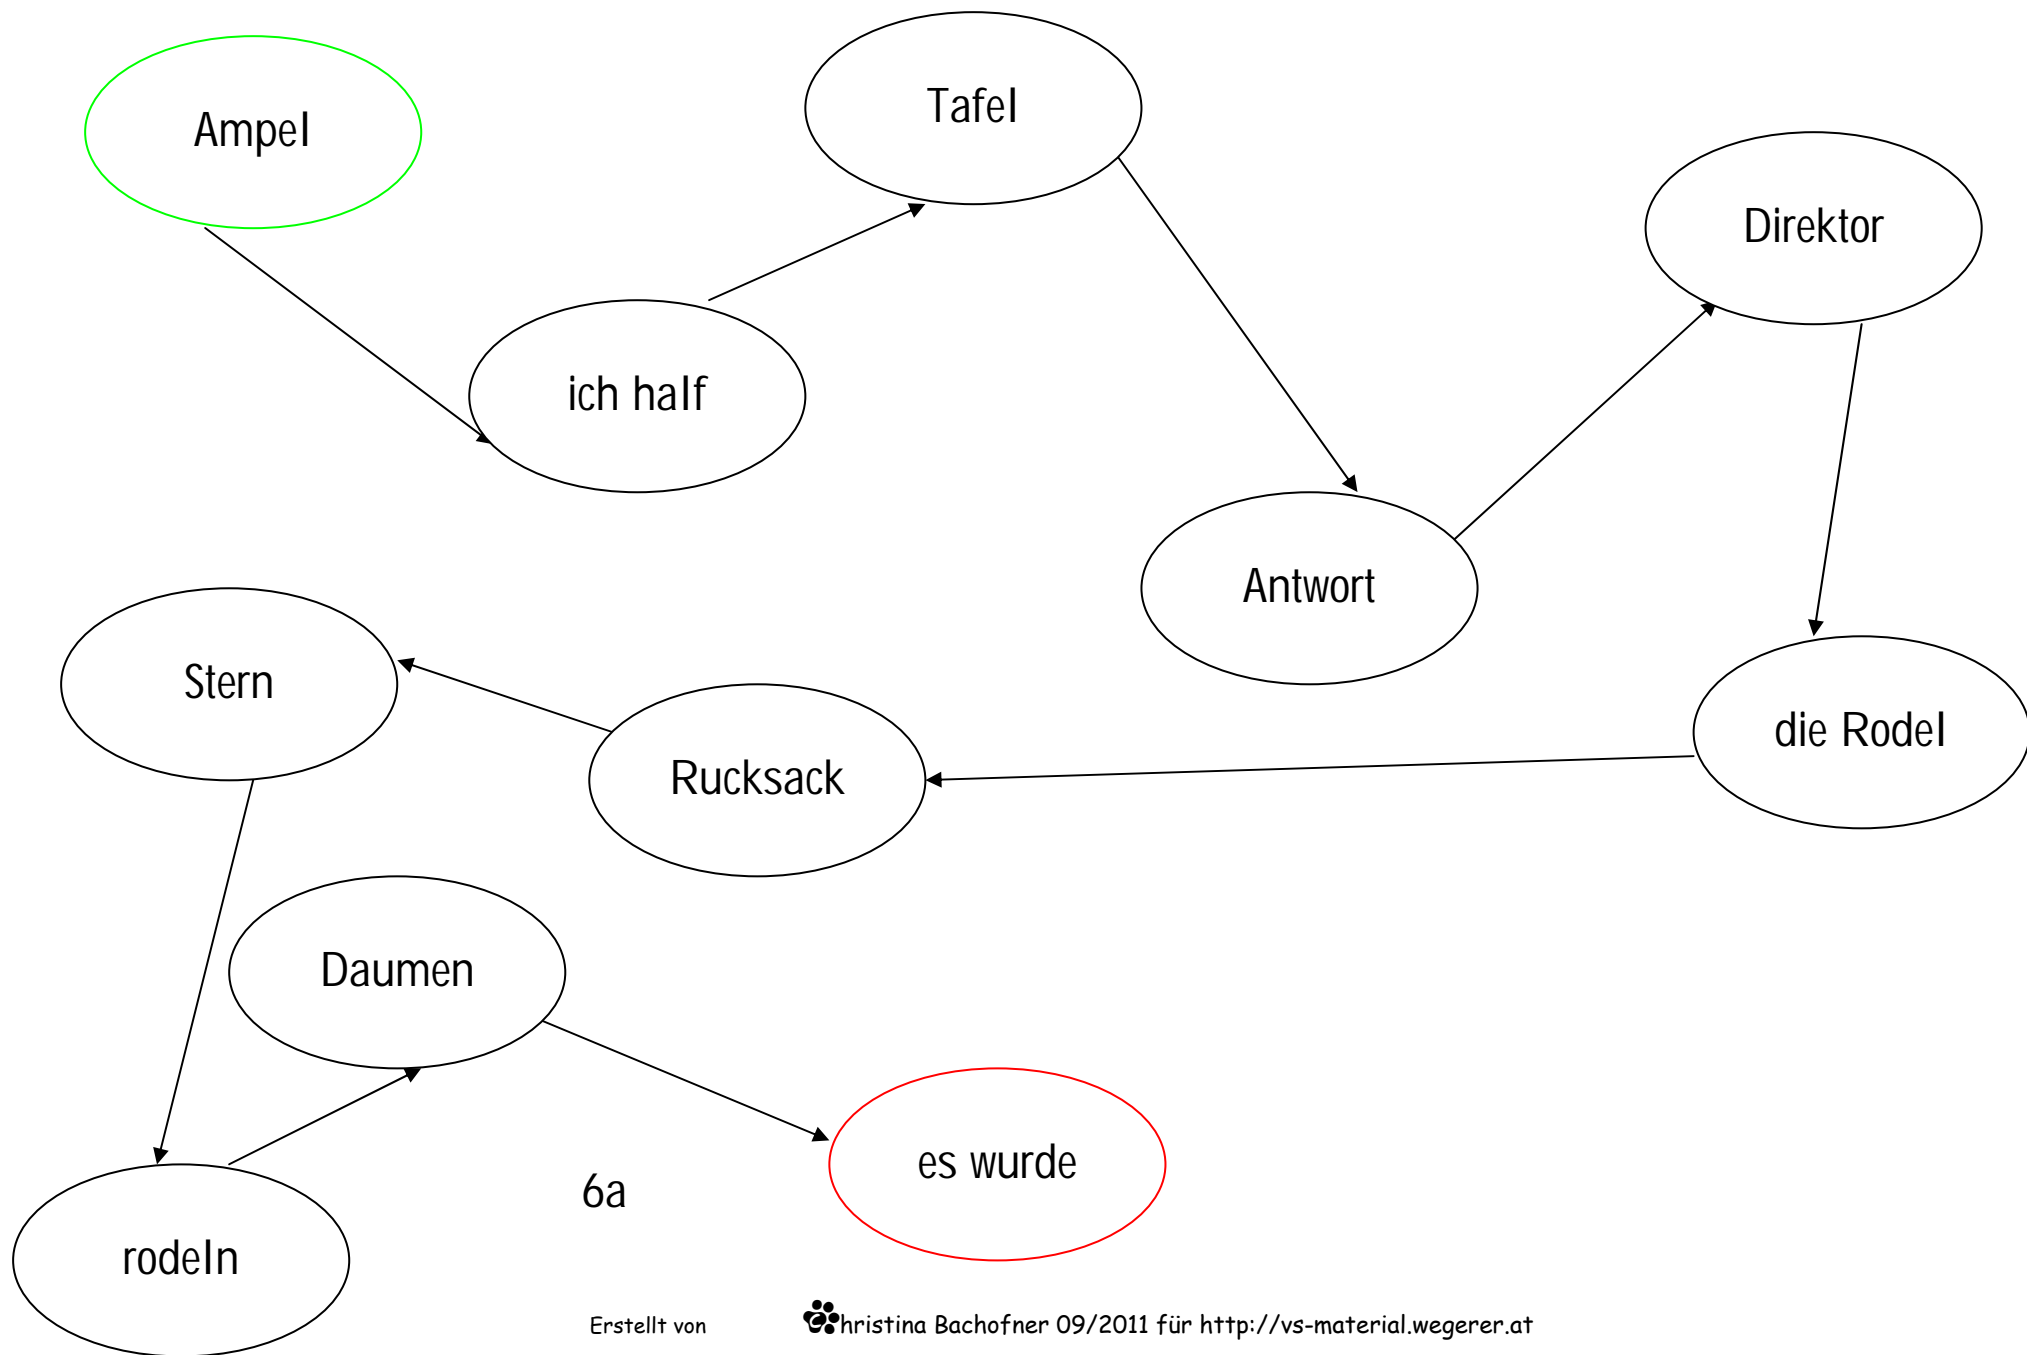 Ampel
Tafel
Direktor
ich half
Antwort
Stern
Rucksack
die Rodel
Daumen
es wurde
6a
rodeln
Erstellt von Christina Bachofner 09/2011 für http://vs-material.wegerer.at